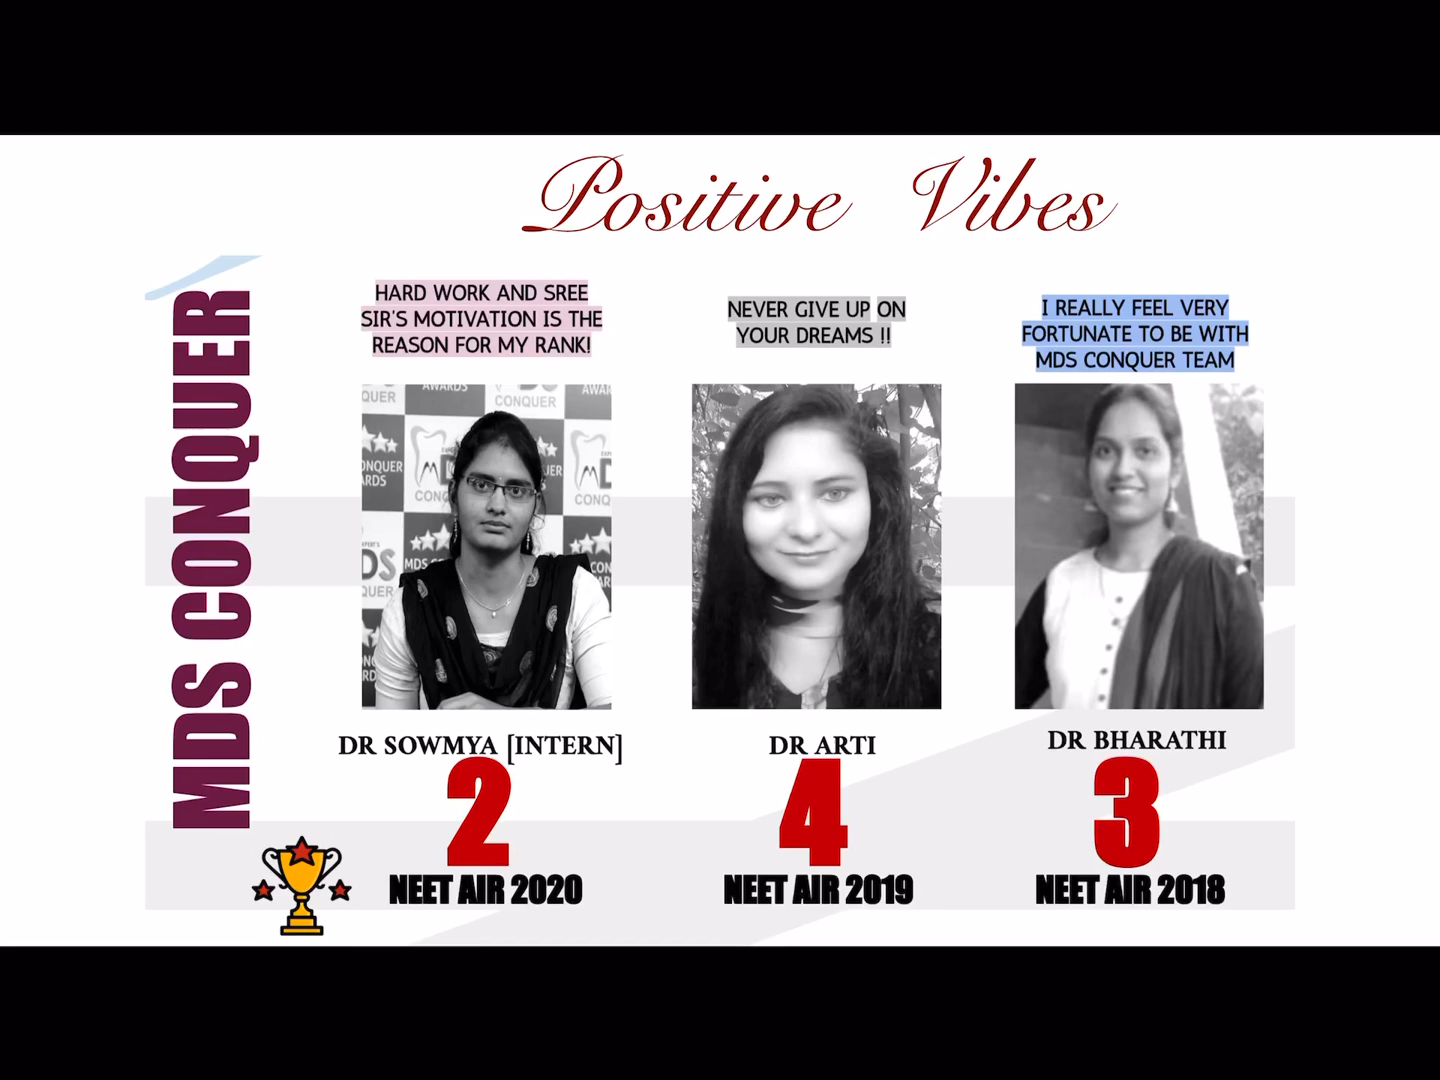 Positive Vibes
MDS CONQUER
HARD WORK AND SREE
SIR'S MOTIVATION IS THE
REASON FOR MY RANK!
NEVER GIVE UP ON
YOUR DREAMS !!
I REALLY FEEL VERY
FORTUNATE TO BE WITH
MDS CONQUER TEAM
DR SOWMYA [INTERN]
2
NEET AIR 2020
DR ARTI
4
NEET AIR 2019
DR BHARATHI
3
NEET AIR 2018